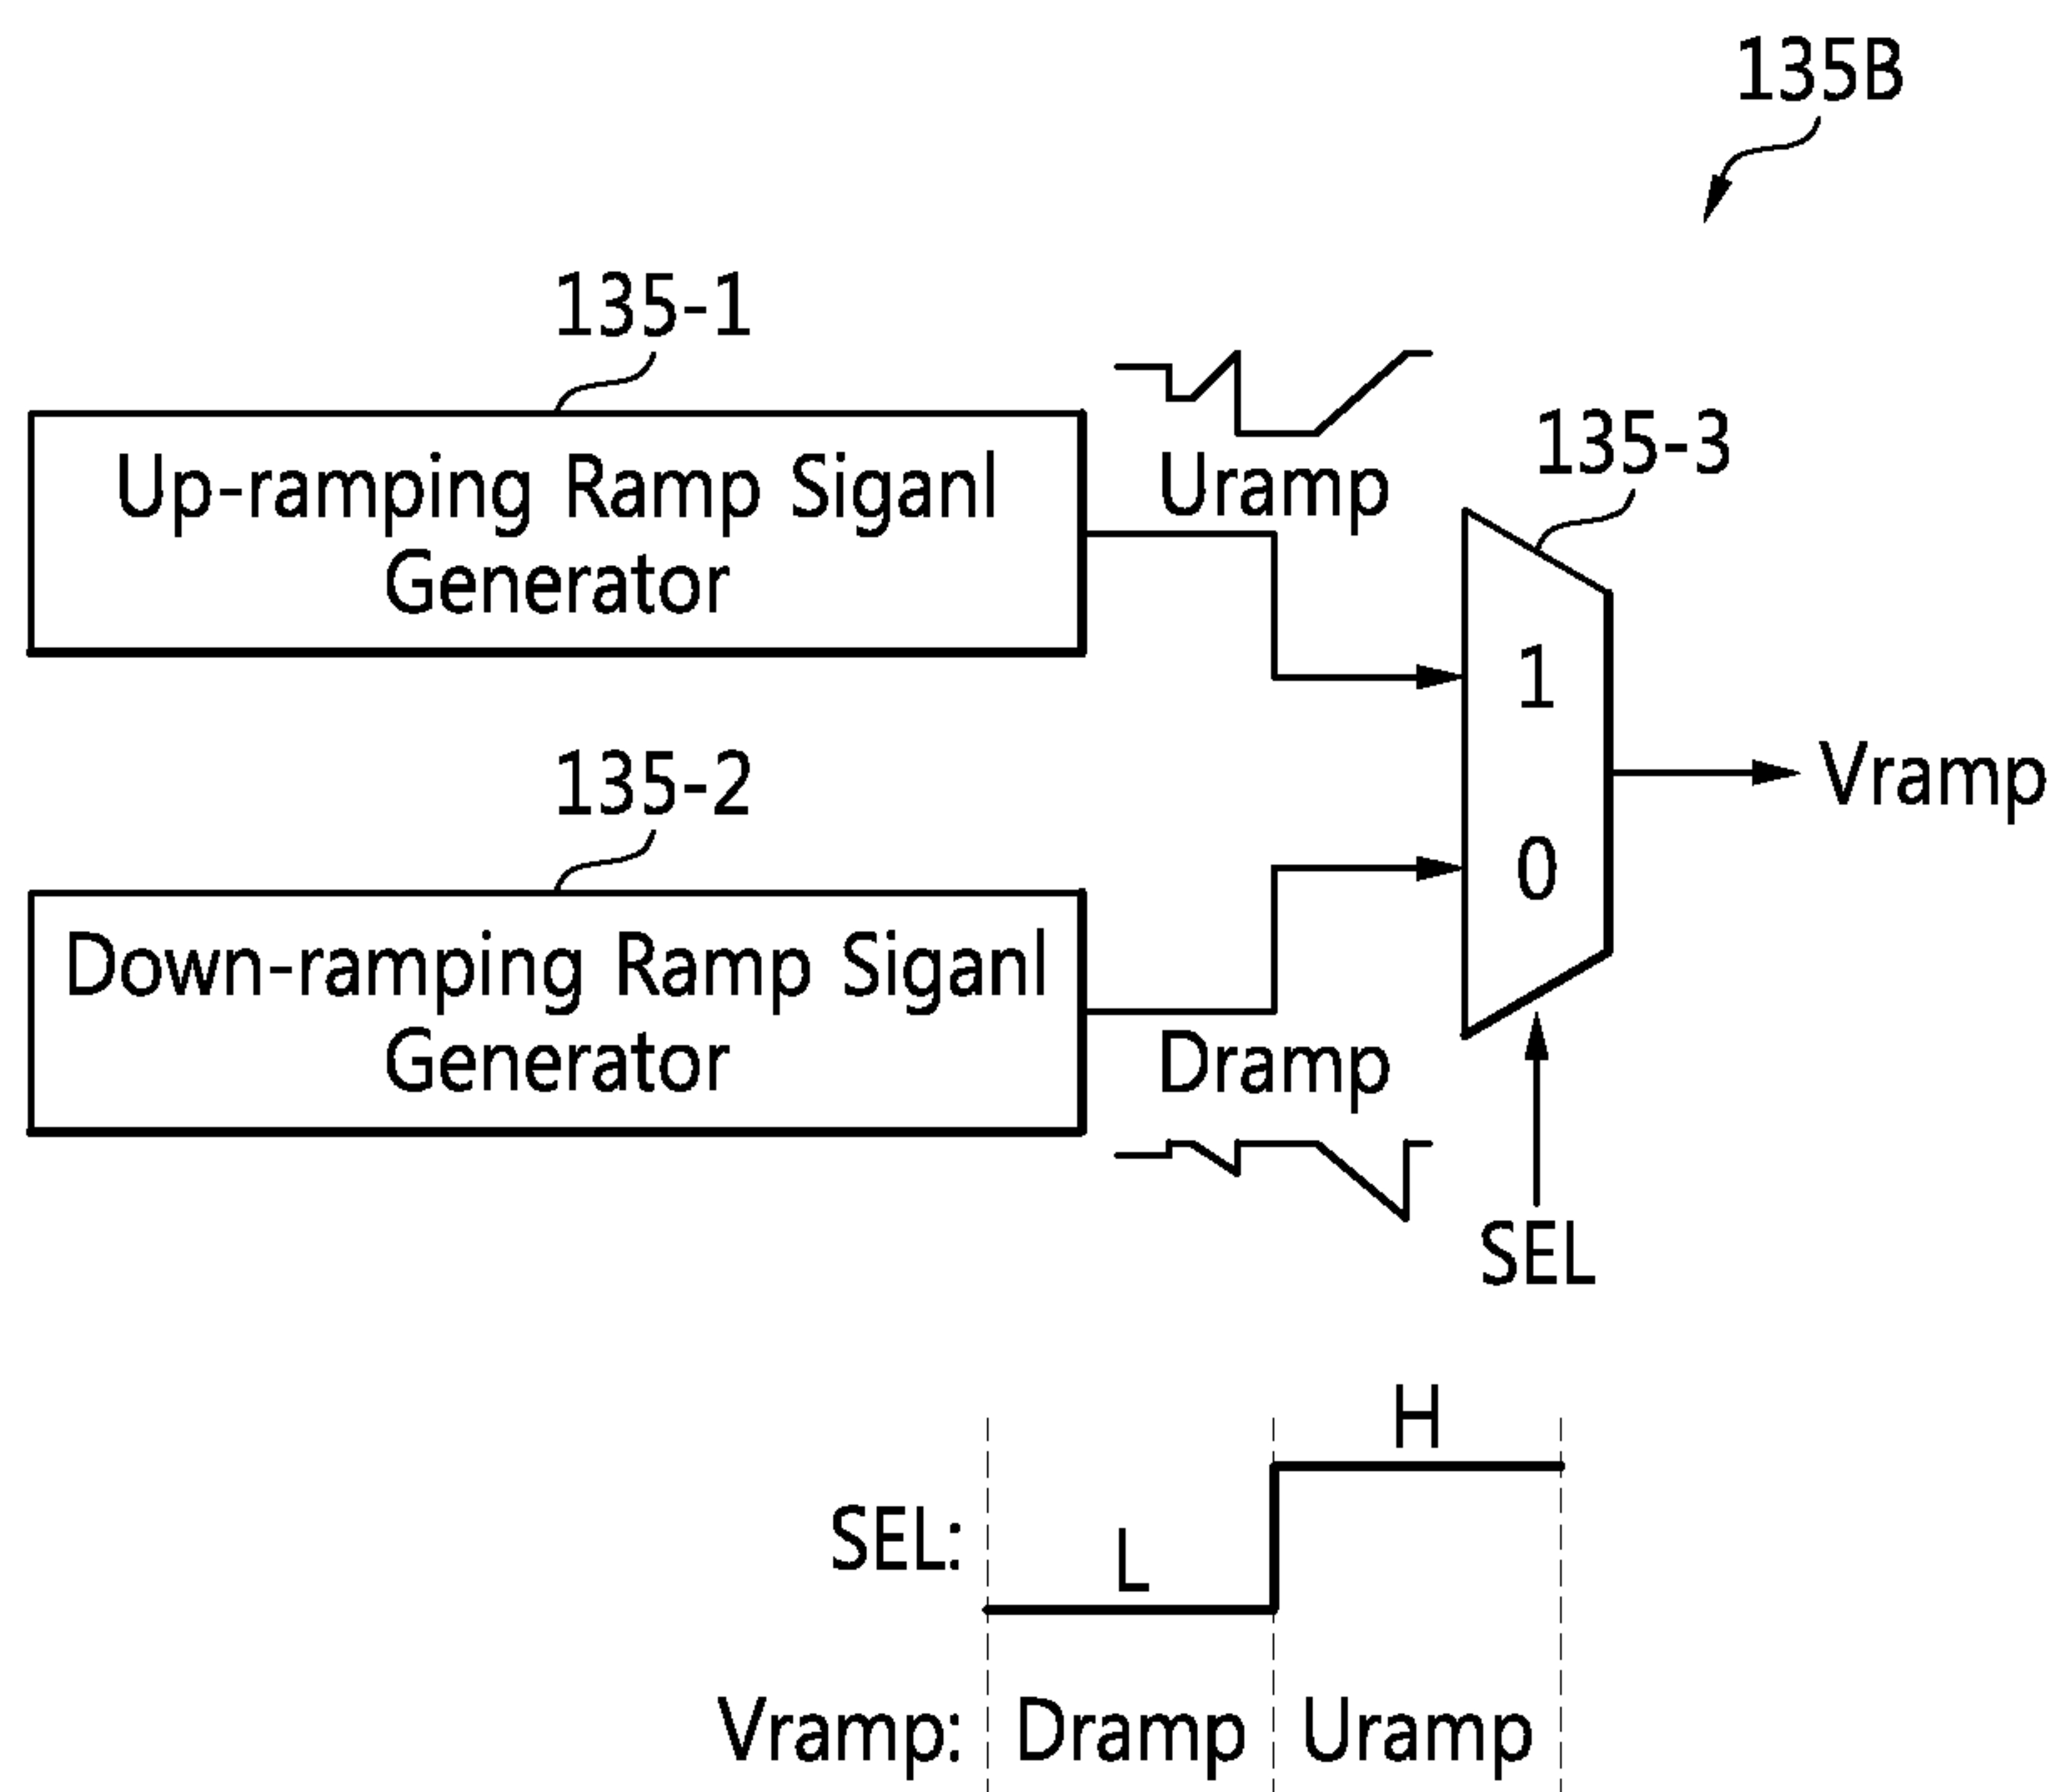 135B
135-1
Up-ramping Ramp Siganl
Generator
Uramp
135-3
1
0
Vramp
135-2
Down-ramping Ramp Siganl
Generator
Dramp
SEL
SEL: L H
Vramp: Dramp Uramp